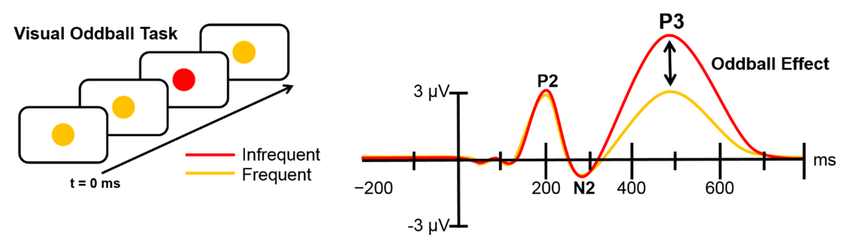 Visual Oddball Task
t = 0 ms
Infrequent
Frequent
P3
Oddball Effect
P2
3 µV
-3 µV
N2
−200
200
400
600
ms